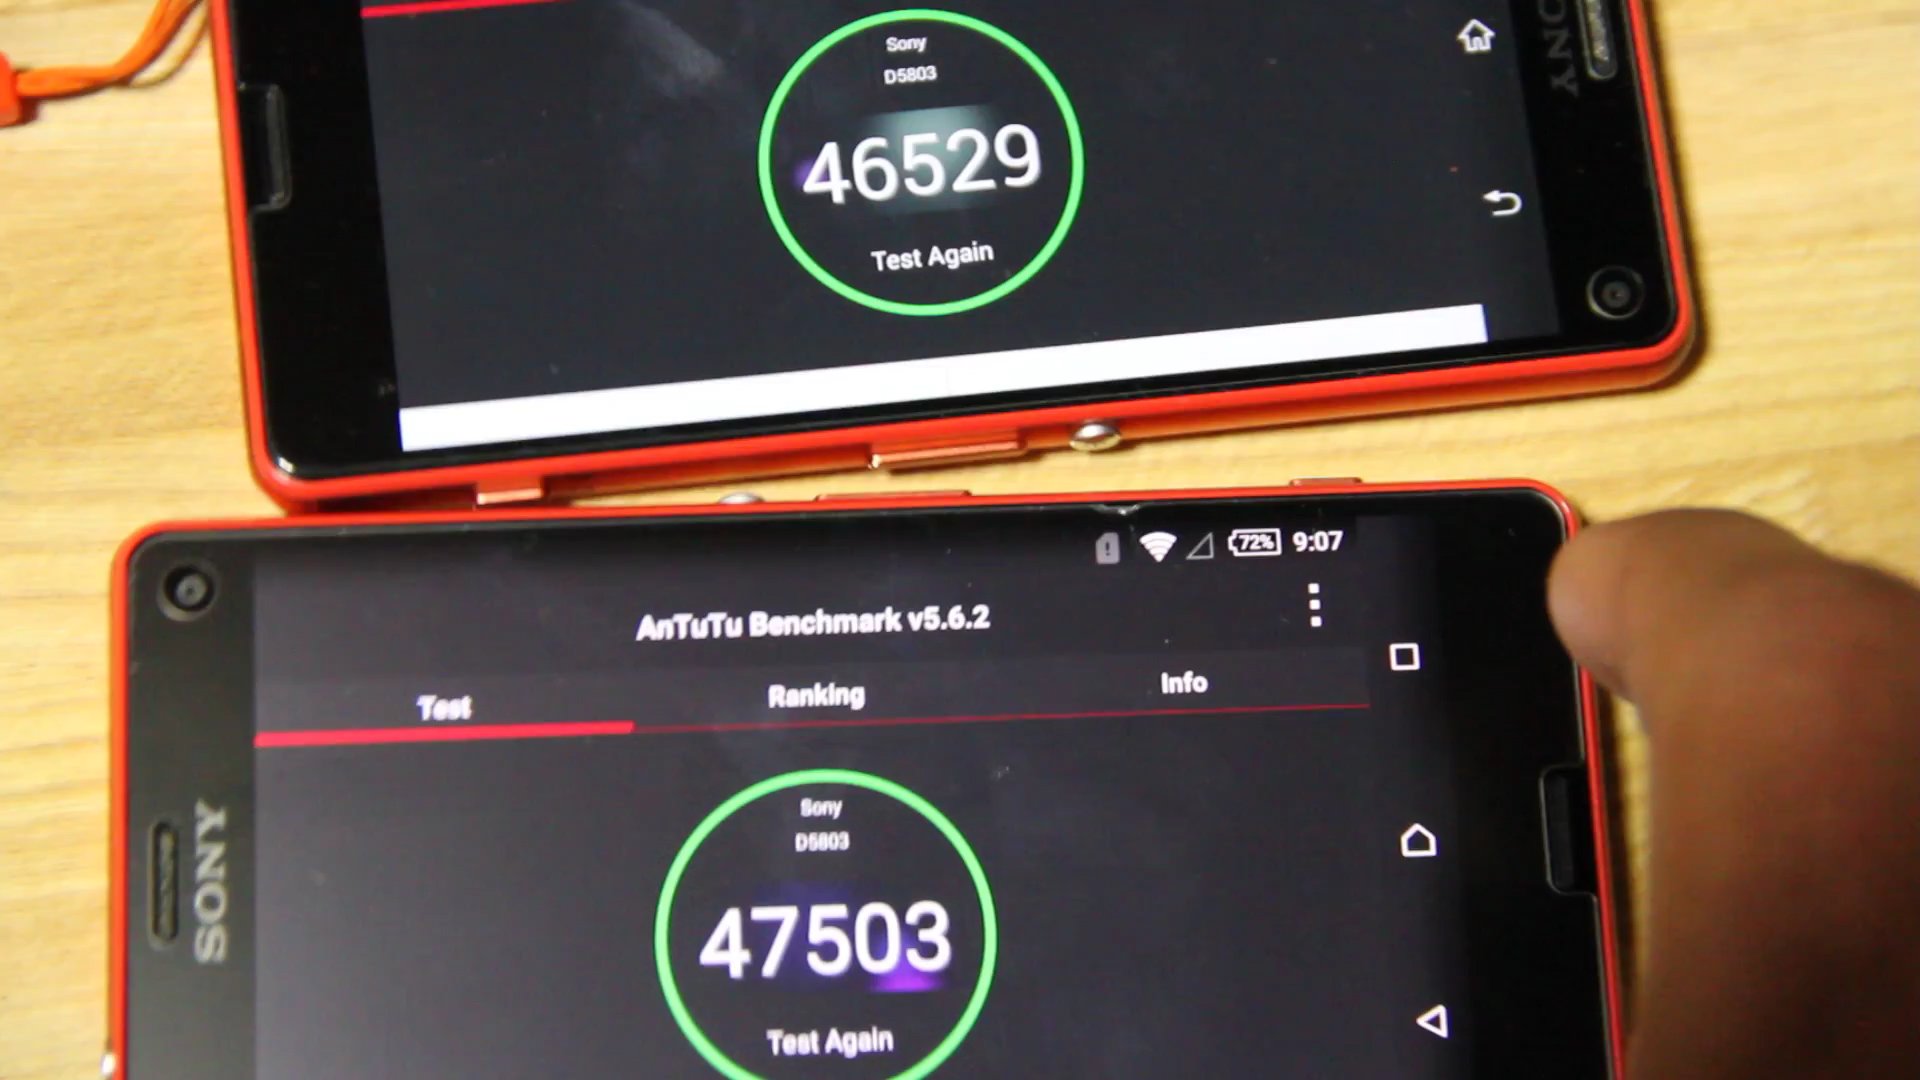 Sony
D5803
46529
Test Again
SONY
72%
9:07
AnTuTu Benchmark v5.6.2
Test
Ranking
Info
Sony
D5803
47503
Test Again
SONY